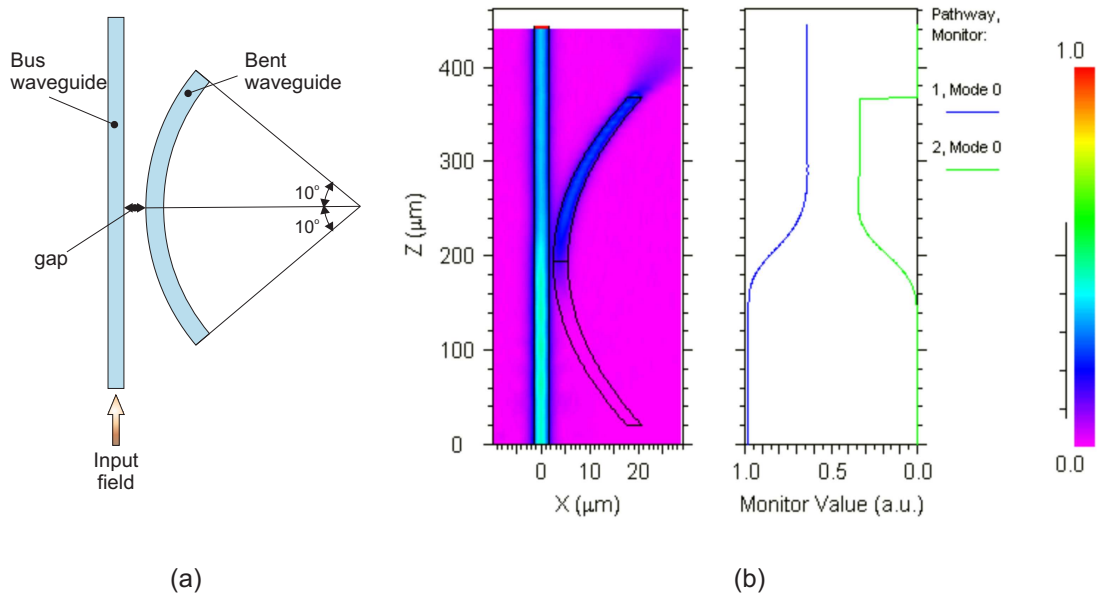 Bus
waveguide
Bent
waveguide
10°
10°
gap
Input
field
(a)
Z (μm)
400
300
200
100
0
0 10 20
X (μm)
1.0 0.5 0.0
Monitor Value (a.u.)
Pathway,
Monitor:
1, Mode 0
2, Mode 0
1.0
0.0
(b)